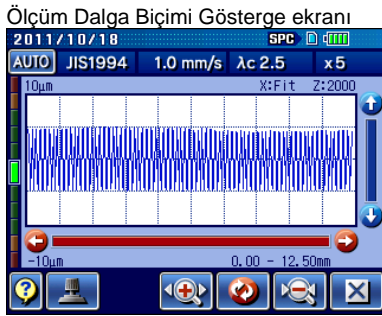 Ölçüm Dalga Biçimi Gösterge ekranı
2011/10/18 SPC
AUTO JIS1994 1.0 mm/s λc 2.5 x5
10μm X:Fit Z:2000
-10μm 0.00 - 12.50mm